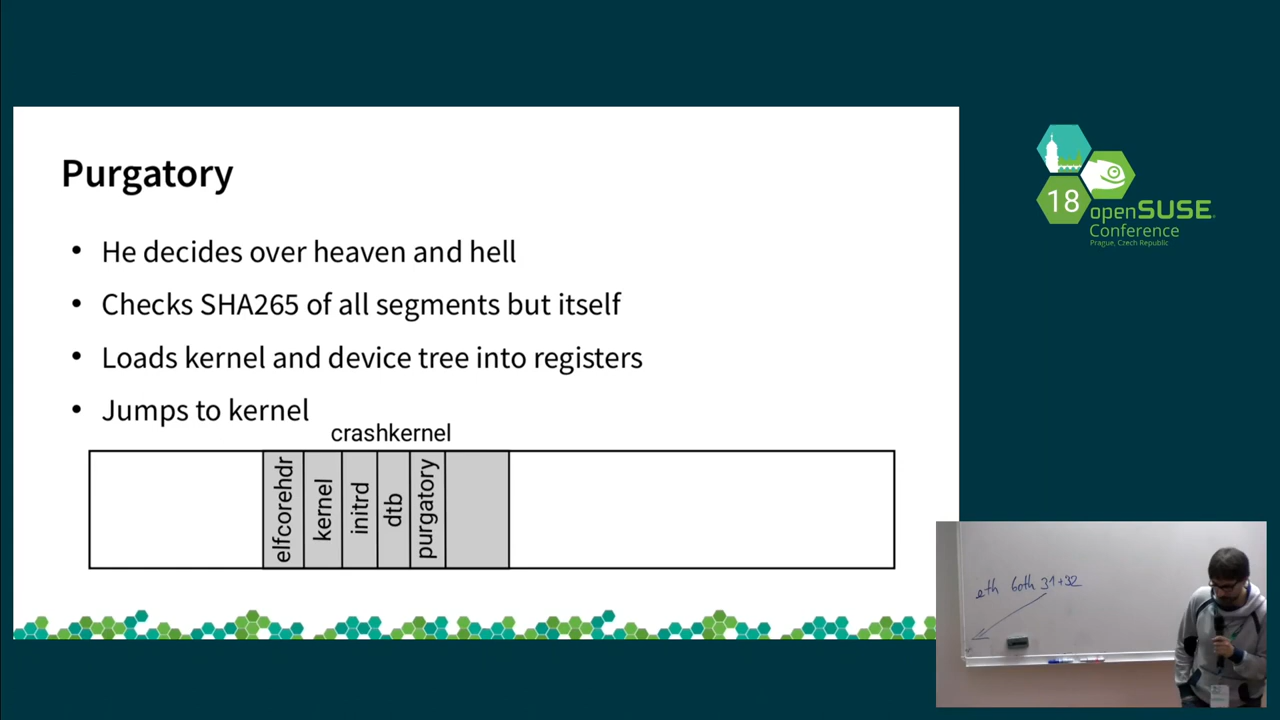 Purgatory
• He decides over heaven and hell
• Checks SHA265 of all segments but itself
• Loads kernel and device tree into registers
• Jumps to kernel
crashkernel
elfcorehdr
kernel
initrd
dtb
purgatory
18
openSUSE
Conference
Prague, Czech Republic
eth both 31+32